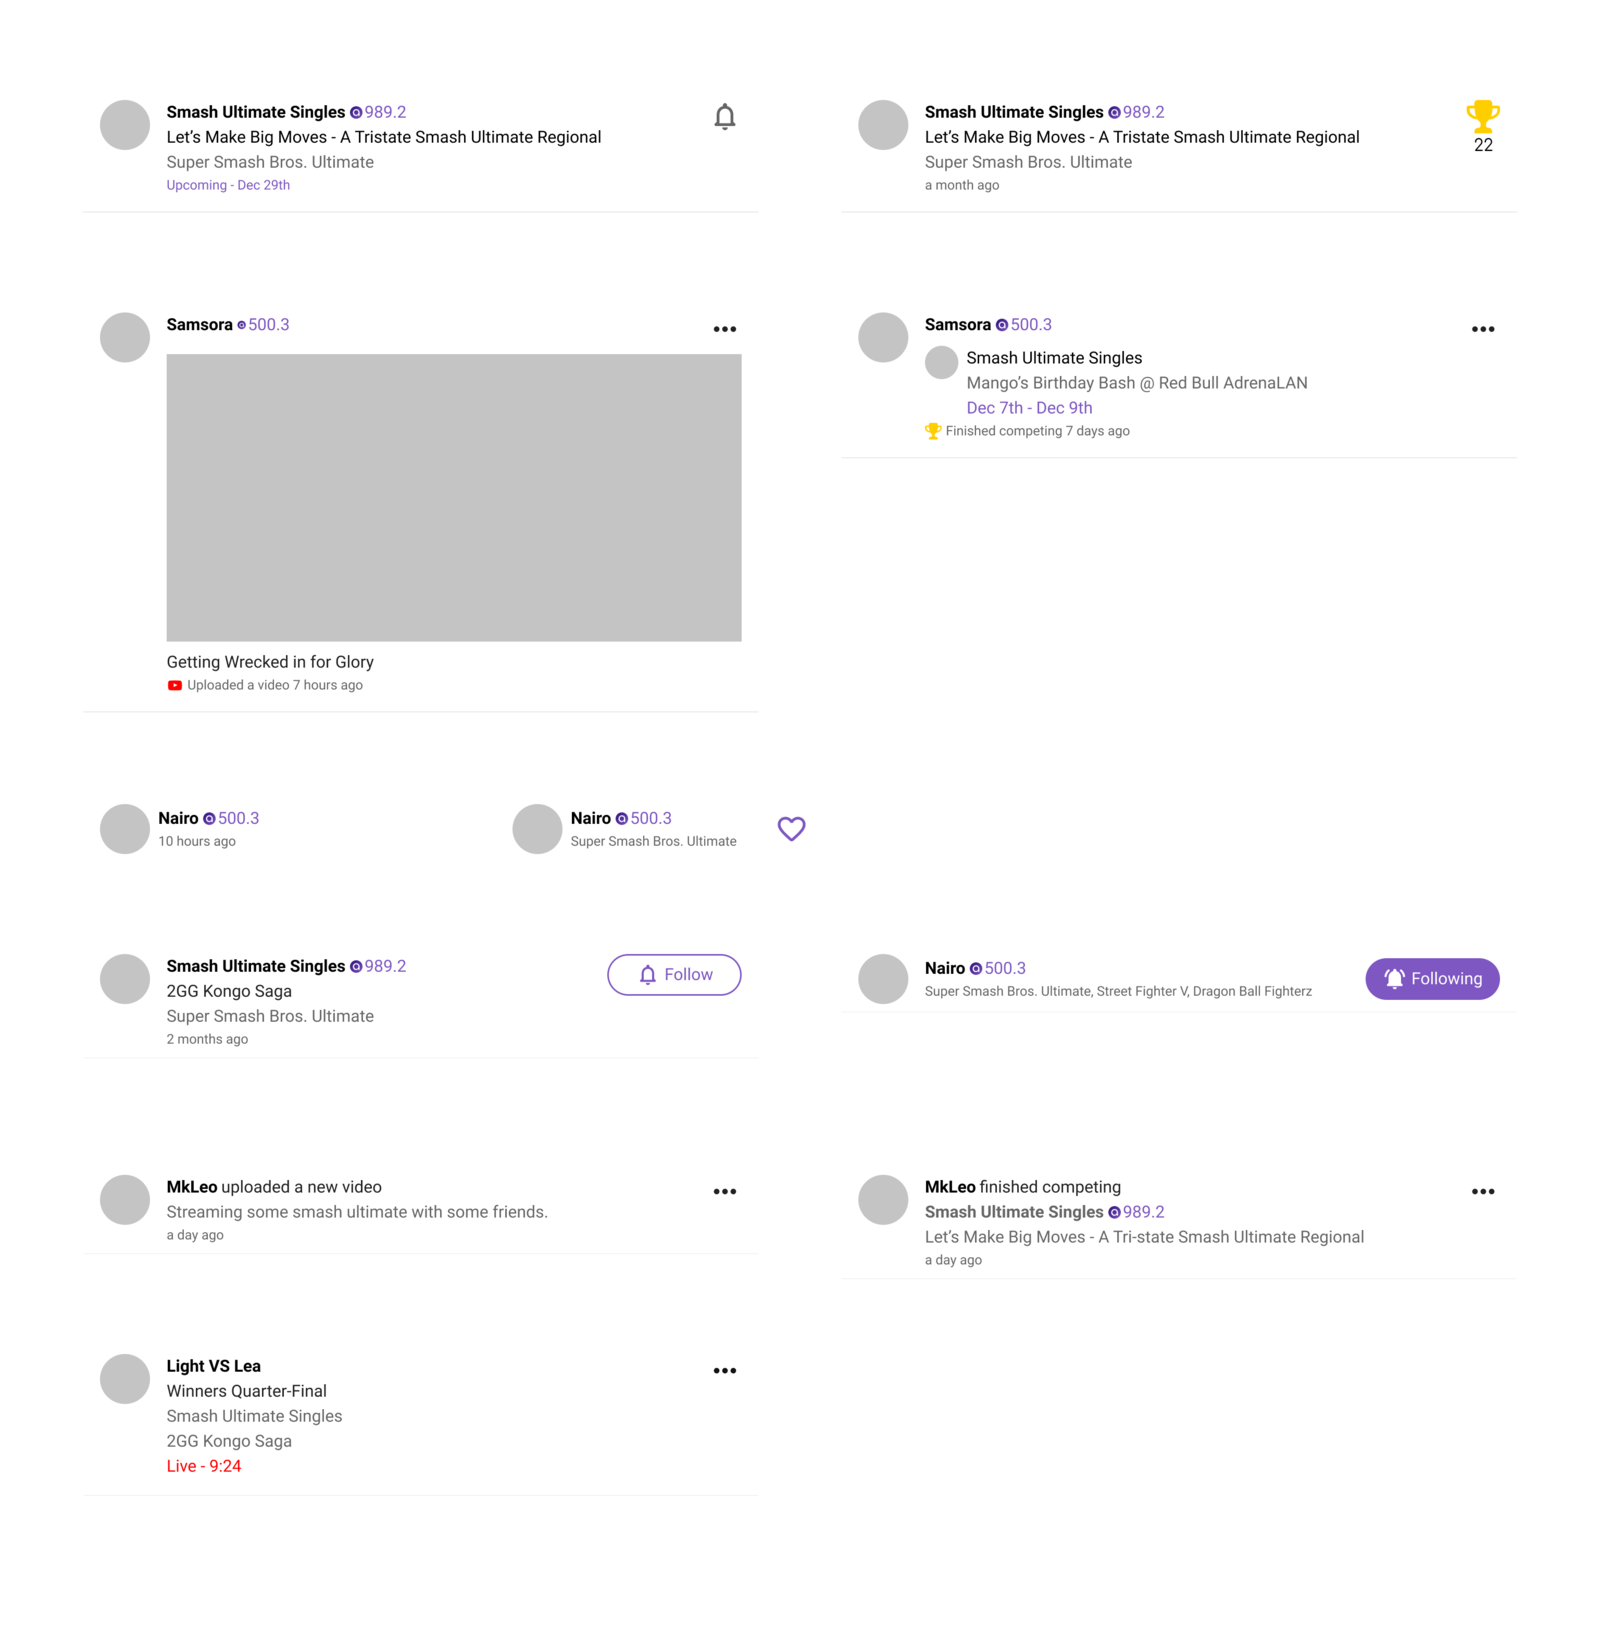 Smash Ultimate Singles 989.2
Let's Make Big Moves - A Tristate Smash Ultimate Regional
Super Smash Bros. Ultimate
Upcoming - Dec 29th
Smash Ultimate Singles 989.2
Let's Make Big Moves - A Tristate Smash Ultimate Regional
Super Smash Bros. Ultimate
a month ago
22
Samsora 500.3
Getting Wrecked in for Glory
Uploaded a video 7 hours ago
Samsora 500.3
Smash Ultimate Singles
Mango's Birthday Bash @ Red Bull AdrenaLAN
Dec 7th - Dec 9th
Finished competing 7 days ago
Nairo 500.3
10 hours ago
Nairo 500.3
Super Smash Bros. Ultimate
Smash Ultimate Singles 989.2
2GG Kongo Saga
Super Smash Bros. Ultimate
2 months ago
Follow
Nairo 500.3
Super Smash Bros. Ultimate, Street Fighter V, Dragon Ball Fighterz
Following
MkLeo uploaded a new video
Streaming some smash ultimate with some friends.
a day ago
MkLeo finished competing
Smash Ultimate Singles 989.2
Let's Make Big Moves - A Tri-state Smash Ultimate Regional
a day ago
Light VS Lea
Winners Quarter-Final
Smash Ultimate Singles
2GG Kongo Saga
Live - 9:24